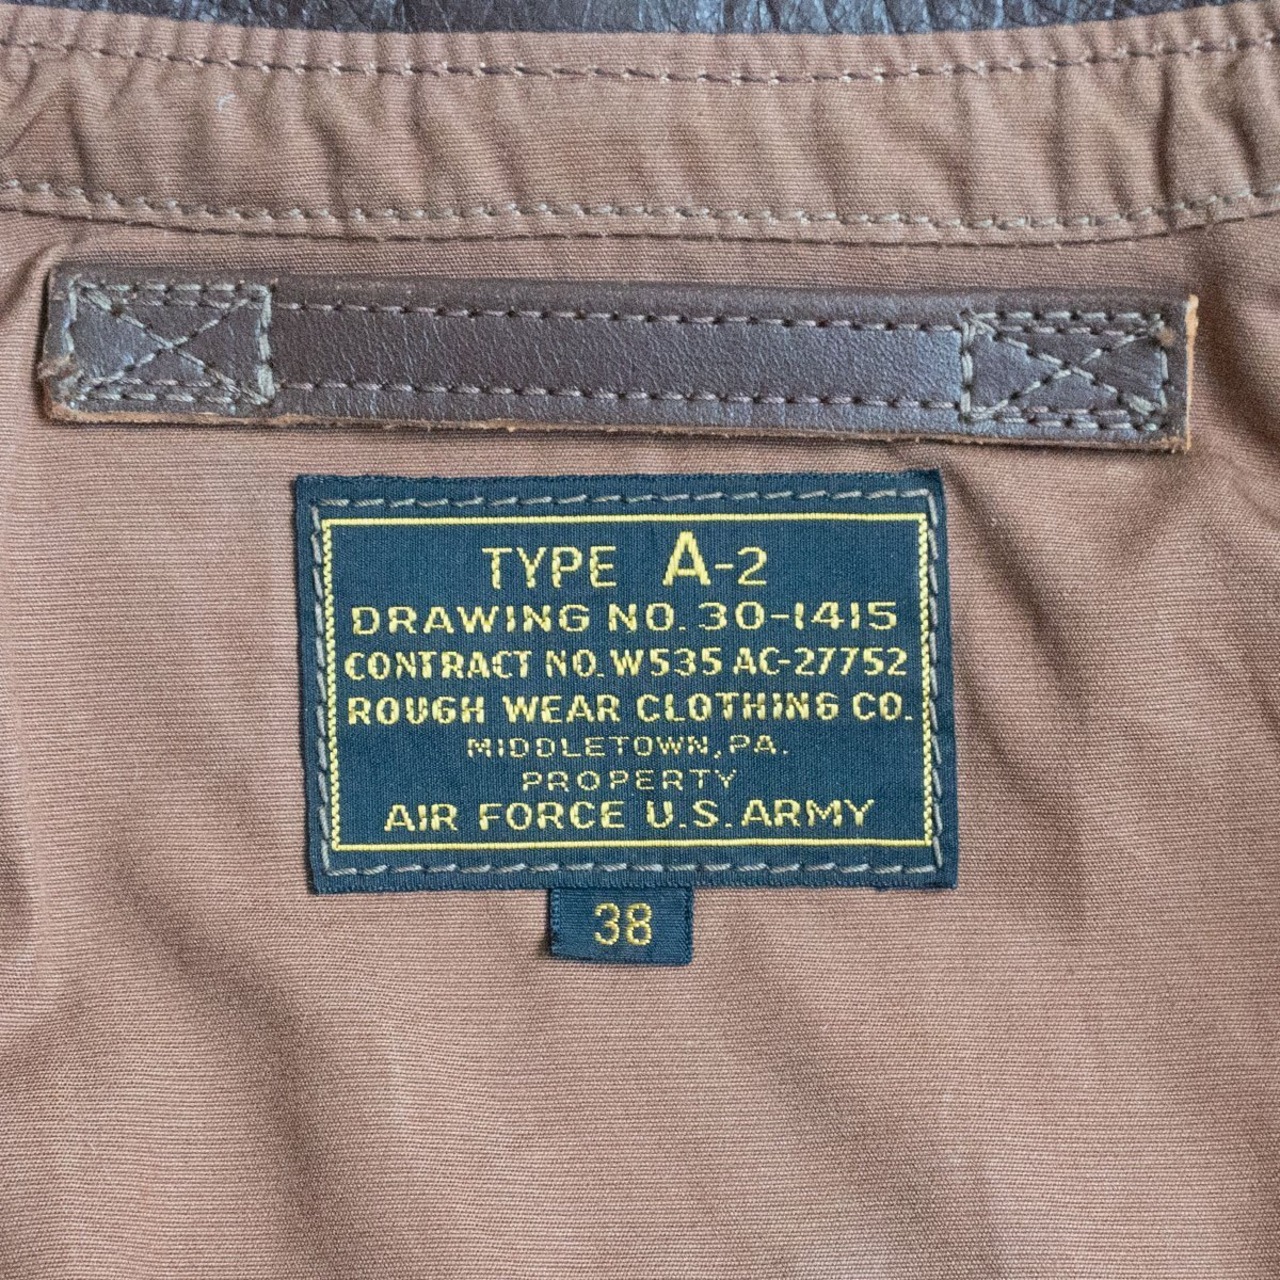 TYPE A-2
DRAWING NO. 30-1415
CONTRACT NO. W535 AC-27752
ROUGH WEAR CLOTHING CO.
MIDDLETOWN, PA.
PROPERTY
AIR FORCE U.S. ARMY
38